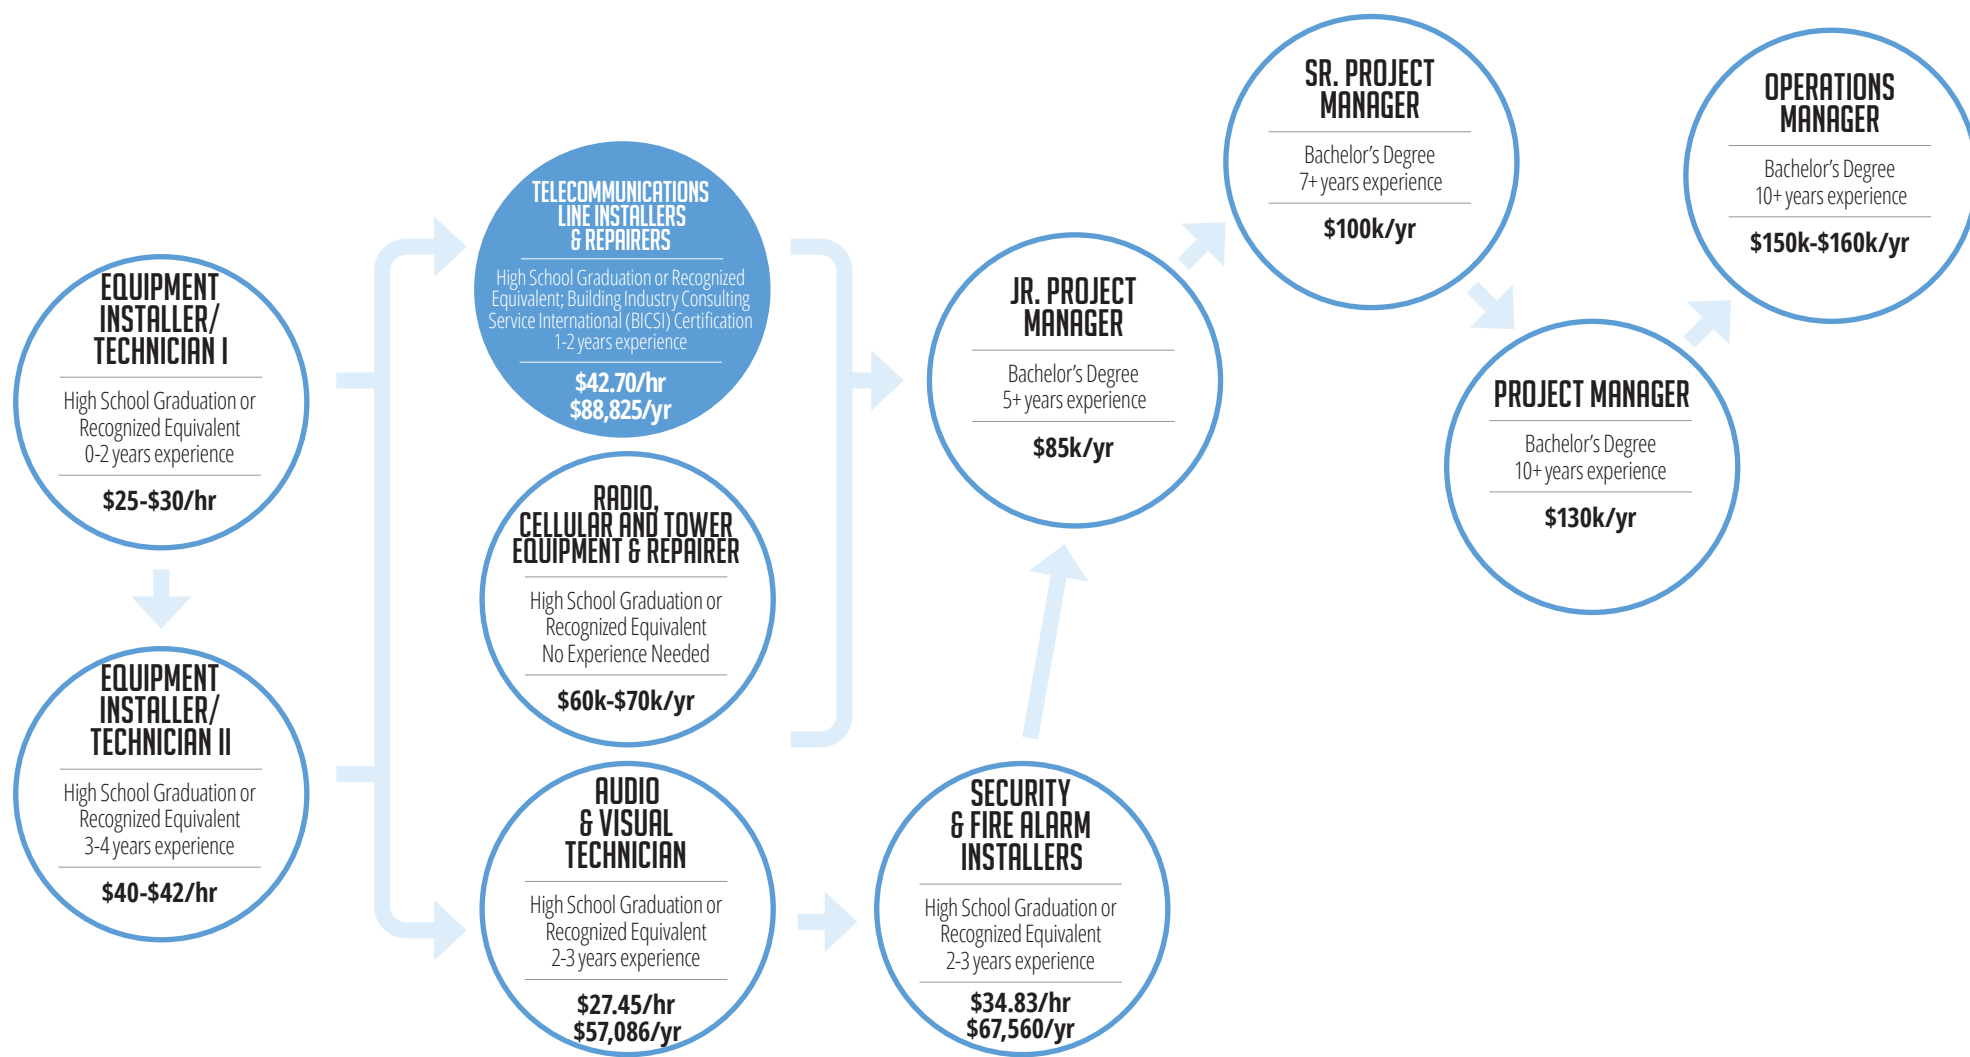 EQUIPMENT
INSTALLER/
TECHNICIAN I
High School Graduation or
Recognized Equivalent
0-2 years experience
$25-$30/hr
EQUIPMENT
INSTALLER/
TECHNICIAN II
High School Graduation or
Recognized Equivalent
3-4 years experience
$40-$42/hr
TELECOMMUNICATIONS
LINE INSTALLERS
& REPAIRERS
High School Graduation or Recognized
Equivalent; Building Industry Consulting
Service International (BICSI) Certification
1-2 years experience
$42.70/hr
$88,825/yr
RADIO,
CELLULAR AND TOWER
EQUIPMENT & REPAIRER
High School Graduation or
Recognized Equivalent
No Experience Needed
$60k-$70k/yr
AUDIO
& VISUAL
TECHNICIAN
High School Graduation or
Recognized Equivalent
2-3 years experience
$27.45/hr
$57,086/yr
SECURITY
& FIRE ALARM
INSTALLERS
High School Graduation or
Recognized Equivalent
2-3 years experience
$34.83/hr
$67,560/yr
JR. PROJECT
MANAGER
Bachelor's Degree
5+ years experience
$85k/yr
SR. PROJECT
MANAGER
Bachelor's Degree
7+ years experience
$100k/yr
PROJECT MANAGER
Bachelor's Degree
10+ years experience
$130k/yr
OPERATIONS
MANAGER
Bachelor's Degree
10+ years experience
$150k-$160k/yr